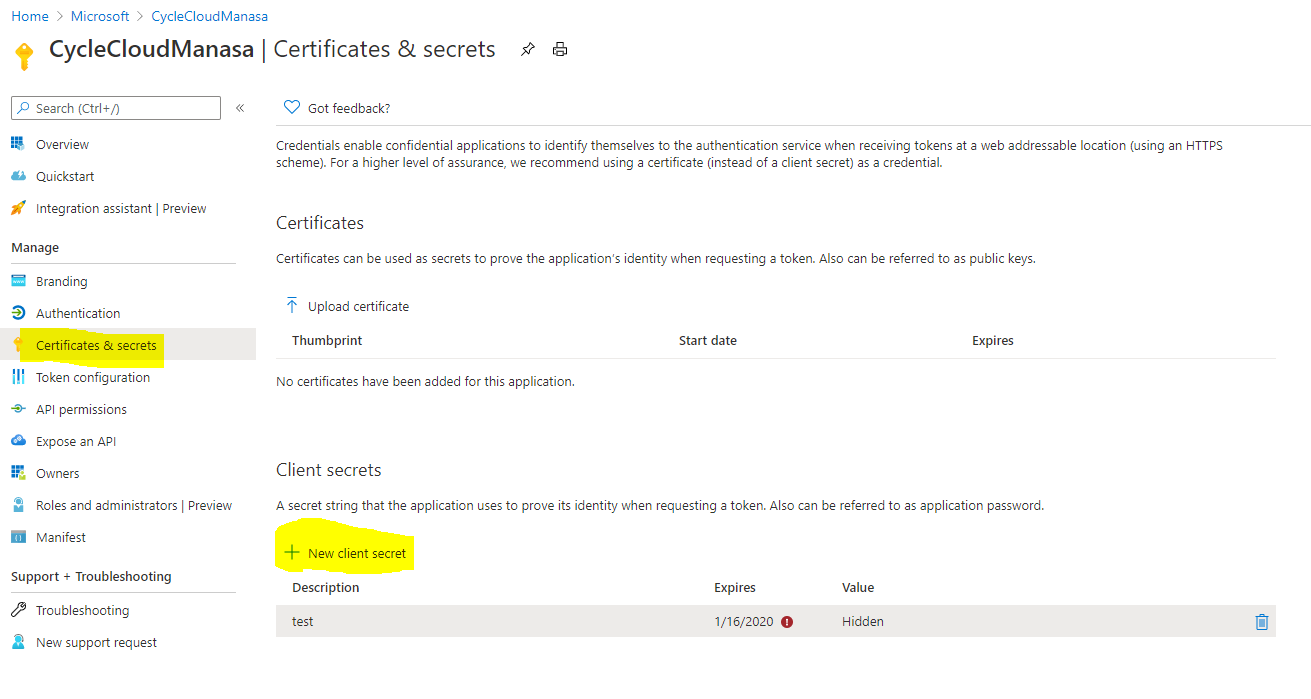 Home > Microsoft > CycleCloudManasa
CycleCloudManasa | Certificates & secrets
Search (Ctrl+/)
«
Overview
Quickstart
Integration assistant | Preview
Manage
Branding
Authentication
Certificates & secrets
Token configuration
API permissions
Expose an API
Owners
Roles and administrators | Preview
Manifest
Support + Troubleshooting
Troubleshooting
New support request
Got feedback?
Credentials enable confidential applications to identify themselves to the authentication service when receiving tokens at a web addressable location (using an HTTPS
scheme). For a higher level of assurance, we recommend using a certificate (instead of a client secret) as a credential.
Certificates
Certificates can be used as secrets to prove the application's identity when requesting a token. Also can be referred to as public keys.
Upload certificate
Thumbprint Start date Expires
No certificates have been added for this application.
Client secrets
A secret string that the application uses to prove its identity when requesting a token. Also can be referred to as application password.
New client secret
Description Expires Value
test 1/16/2020 Hidden